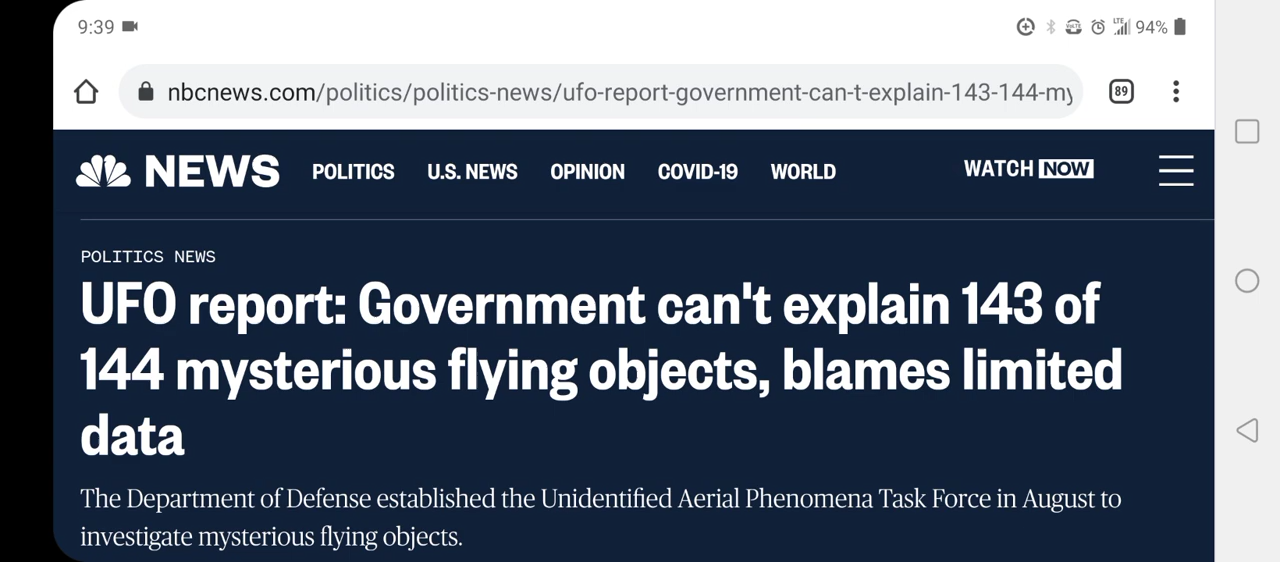 9:39
VoLTE
LTE
94%
nbcnews.com/politics/politics-news/ufo-report-government-can-t-explain-143-144-my
89
NEWS POLITICS U.S. NEWS OPINION COVID-19 WORLD WATCH NOW
POLITICS NEWS
UFO report: Government can't explain 143 of
144 mysterious flying objects, blames limited
data
The Department of Defense established the Unidentified Aerial Phenomena Task Force in August to
investigate mysterious flying objects.